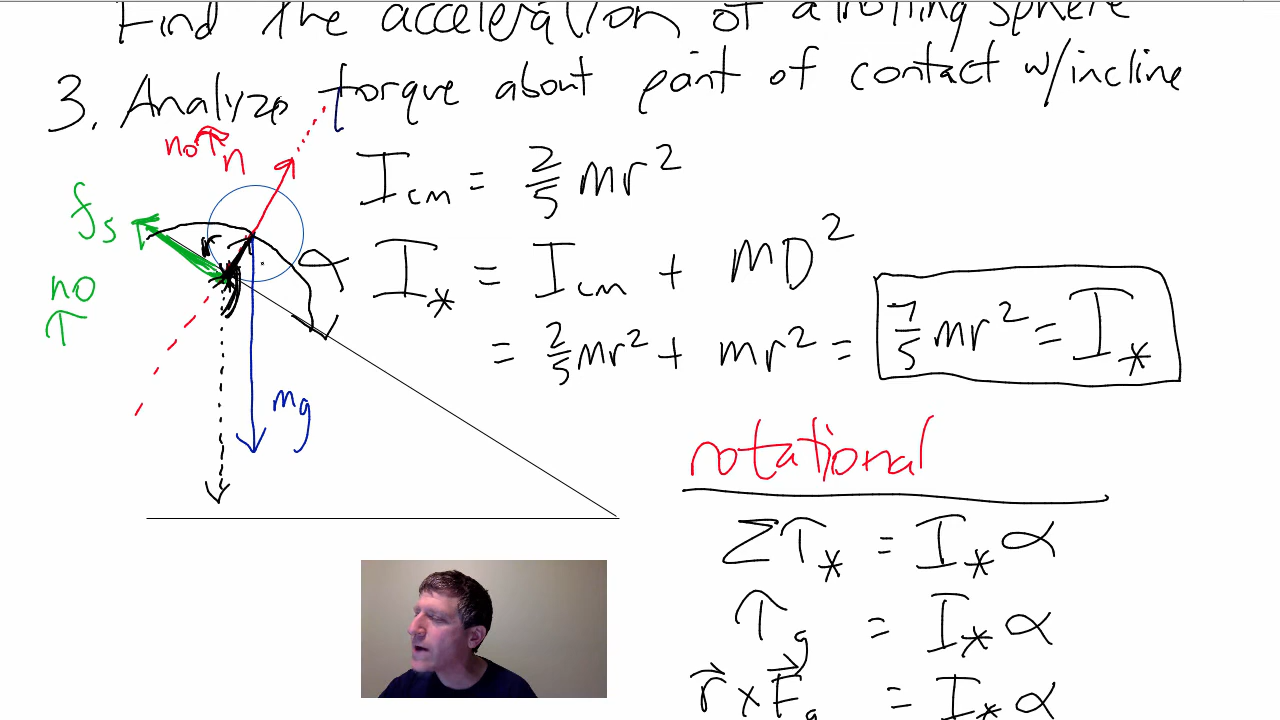 Find the acceleration of a rolling sphere
3. Analyze torque about point of contact w/incline
no τ n
f_s
no
τ
r
α
mg
I_cm = 2/5 mr²
I_* = I_cm + MD²
= 2/5 mr² + mr² = 7/5 mr² = I_*
rotational
Στ_* = I_* α
τ_g = I_* α
r⃗ × F⃗_g = I_* α